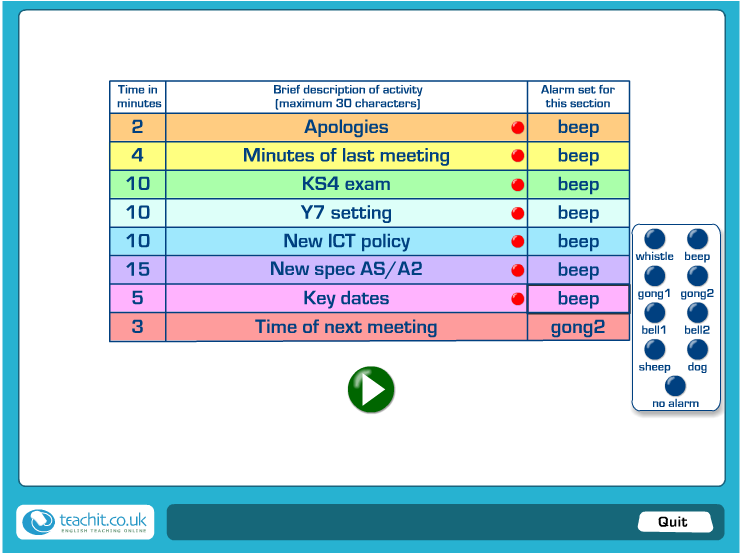 Time in
minutes
Brief description of activity
(maximum 30 characters)
Alarm set for
this section
2 Apologies beep
4 Minutes of last meeting beep
10 KS4 exam beep
10 Y7 setting beep
10 New ICT policy beep
15 New spec AS/A2 beep
5 Key dates beep
3 Time of next meeting gong2
whistle beep
gong1 gong2
bell1 bell2
sheep dog
no alarm
teachit.co.uk
ENGLISH TEACHING ONLINE
Quit